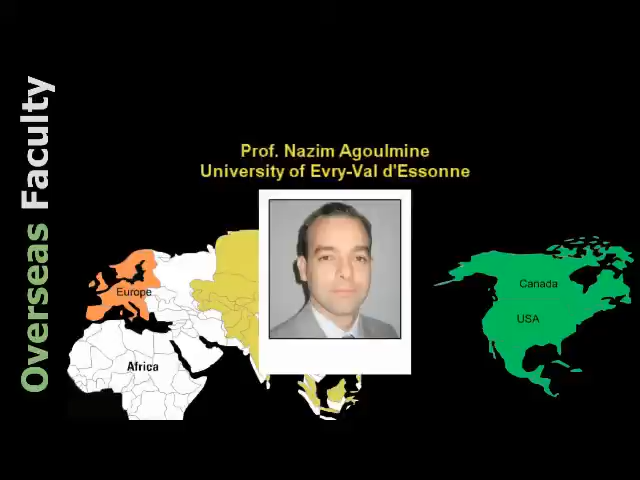 Overseas Faculty
Prof. Nazim Agoulmine
University of Evry-Val d'Essonne
Europe
Africa
Canada
USA